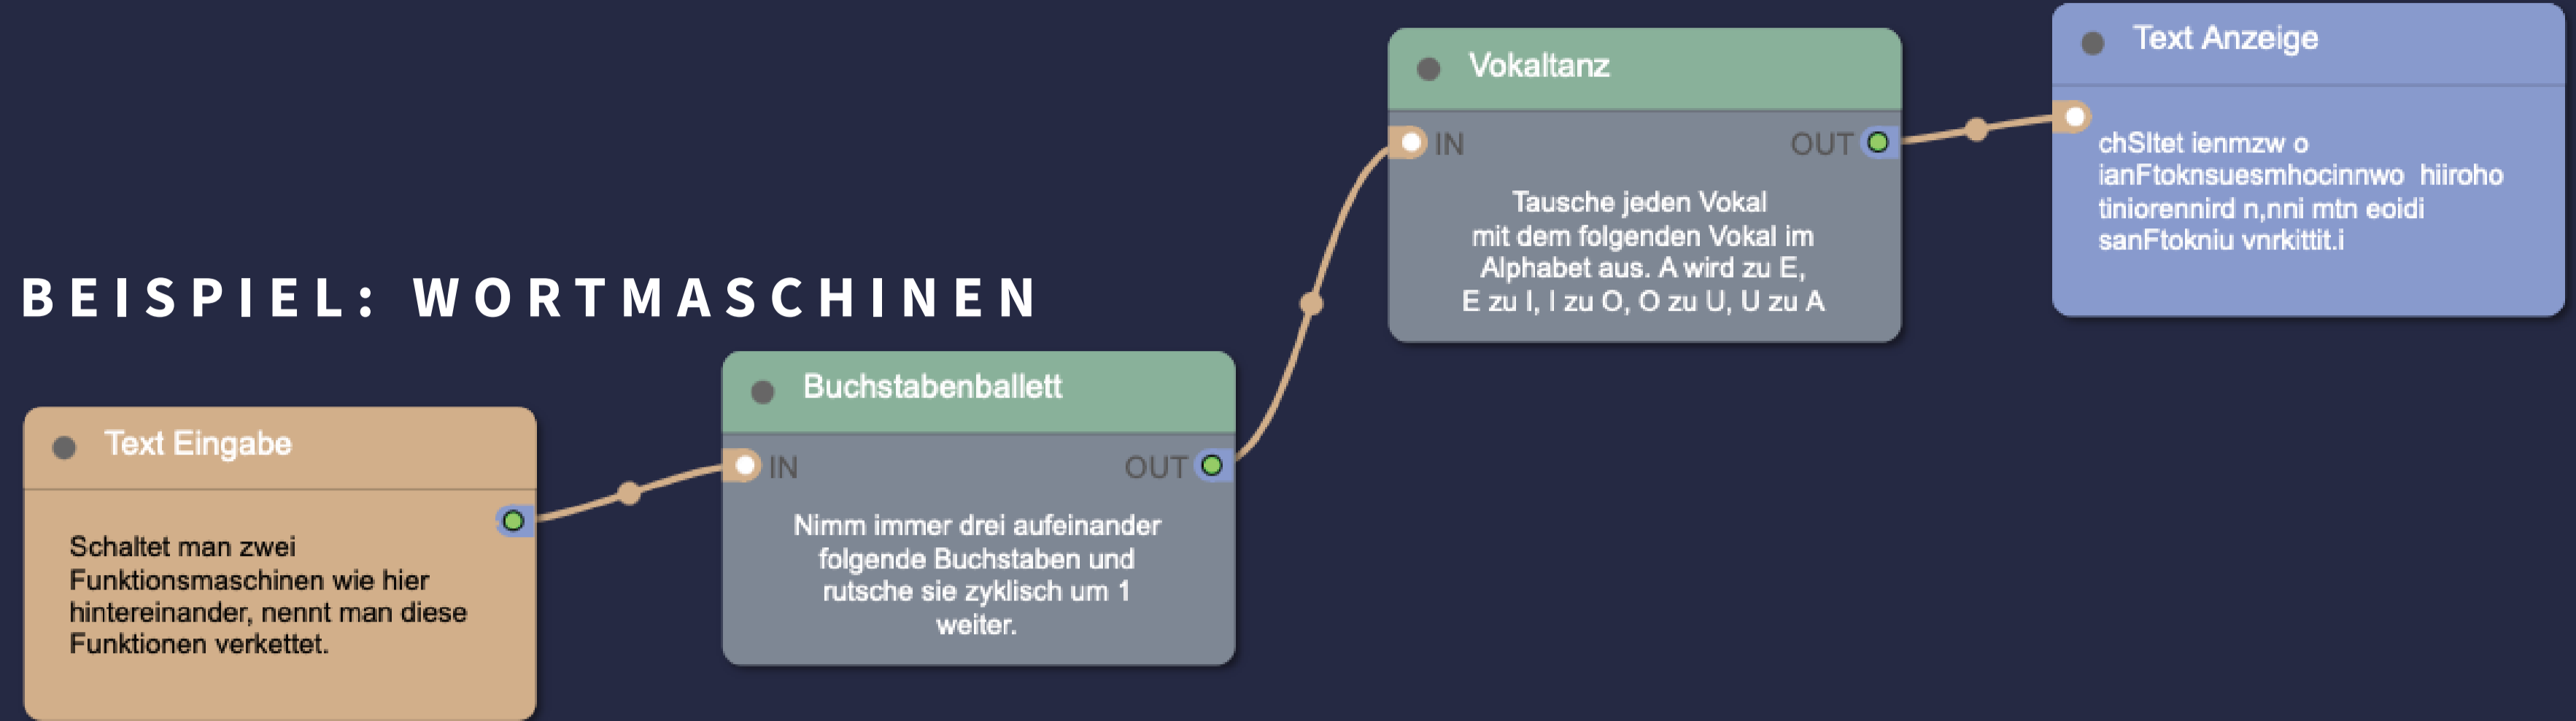 BEISPIEL: WORTMASCHINEN
Text Eingabe
Schaltet man zwei
Funktionsmaschinen wie hier
hintereinander, nennt man diese
Funktionen verkettet.
Buchstabenballett
IN OUT
Nimm immer drei aufeinander
folgende Buchstaben und
rutsche sie zyklisch um 1
weiter.
Vokaltanz
IN OUT
Tausche jeden Vokal
mit dem folgenden Vokal im
Alphabet aus. A wird zu E,
E zu I, I zu O, O zu U, U zu A
Text Anzeige
chSltet ienmzw o
ianFtoknsuesmhocinnwo  hiiroho
tiniorennird n,nni mtn eoidi
sanFtokniu vnrkittit.i